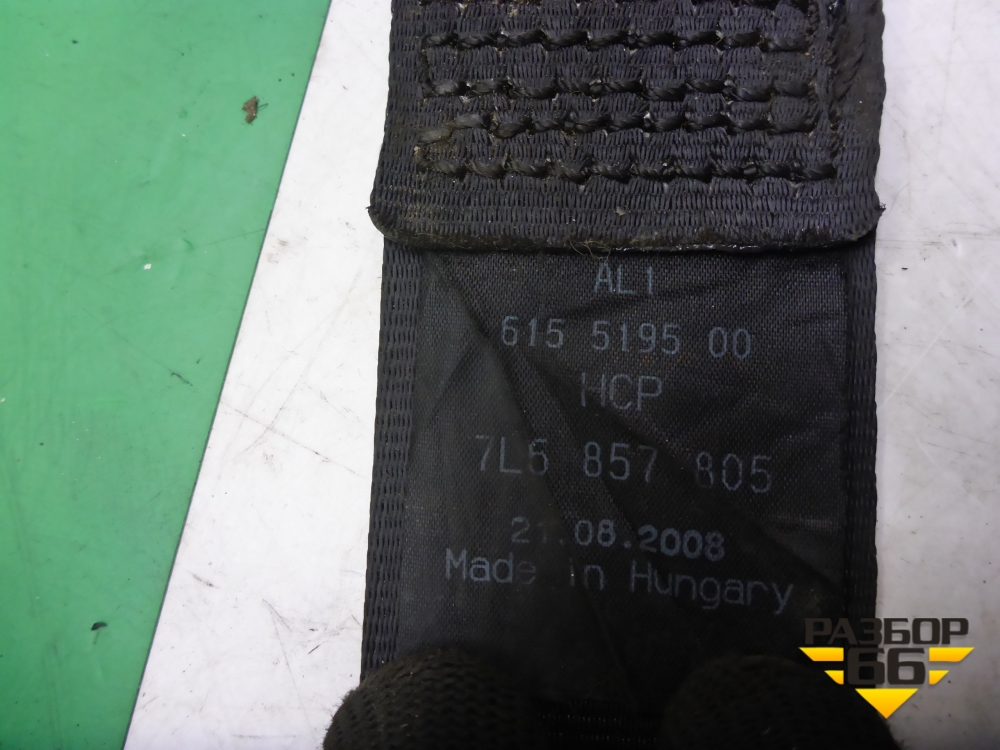 AL1
615 5195 00
HCP
7L6 857 805
21.08.2008
Made in Hungary
РАЗБОР
66